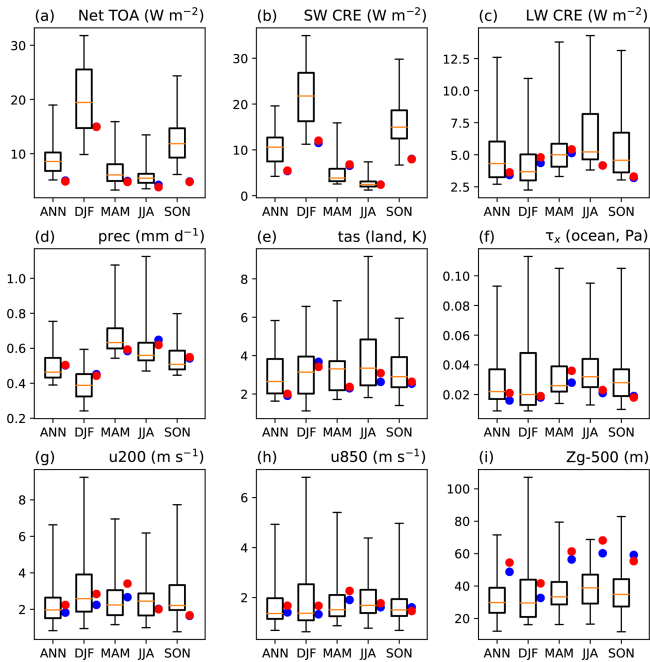 (a) Net TOA (W m⁻²)
30
20
10
ANN DJF MAM JJA SON
(b) SW CRE (W m⁻²)
30
20
10
0
ANN DJF MAM JJA SON
(c) LW CRE (W m⁻²)
12.5
10.0
7.5
5.0
2.5
ANN DJF MAM JJA SON
(d) prec (mm d⁻¹)
1.0
0.8
0.6
0.4
0.2
ANN DJF MAM JJA SON
(e) tas (land, K)
8
6
4
2
ANN DJF MAM JJA SON
(f) τₓ (ocean, Pa)
0.10
0.08
0.06
0.04
0.02
ANN DJF MAM JJA SON
(g) u200 (m s⁻¹)
8
6
4
2
ANN DJF MAM JJA SON
(h) u850 (m s⁻¹)
6
4
2
ANN DJF MAM JJA SON
(i) Zg-500 (m)
100
80
60
40
20
ANN DJF MAM JJA SON